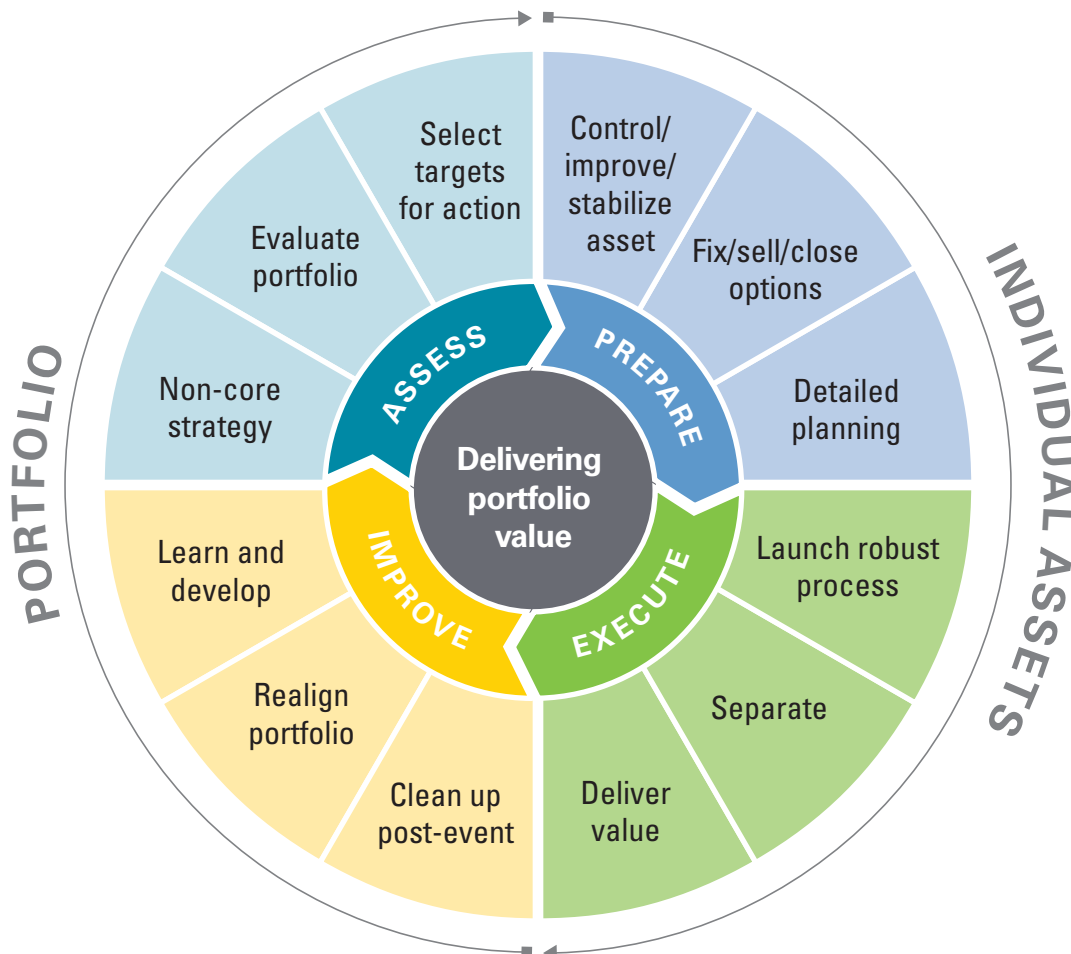 PORTFOLIO
INDIVIDUAL ASSETS
Delivering
portfolio
value
ASSESS
Non-core
strategy
Evaluate
portfolio
Select
targets
for action
PREPARE
Control/
improve/
stabilize
asset
Fix/sell/close
options
Detailed
planning
EXECUTE
Launch robust
process
Separate
Deliver
value
IMPROVE
Clean up
post-event
Realign
portfolio
Learn and
develop